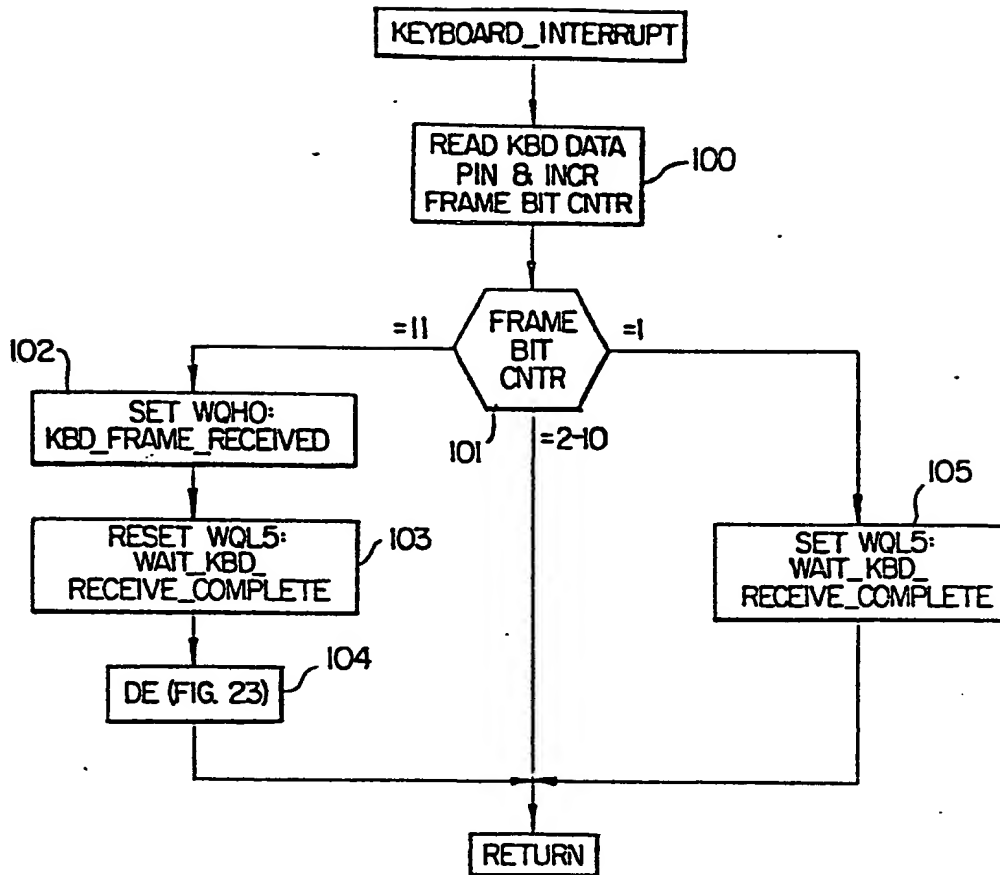 KEYBOARD_INTERRUPT
READ KBD DATA
PIN & INCR
FRAME BIT CNTR
100
FRAME
BIT
CNTR
=11
=1
=2-10
101
102
SET WQH0:
KBD_FRAME_RECEIVED
RESET WQL5:
WAIT_KBD_
RECEIVE_COMPLETE
103
DE (FIG. 23)
104
105
SET WQL5:
WAIT_KBD_
RECEIVE_COMPLETE
RETURN